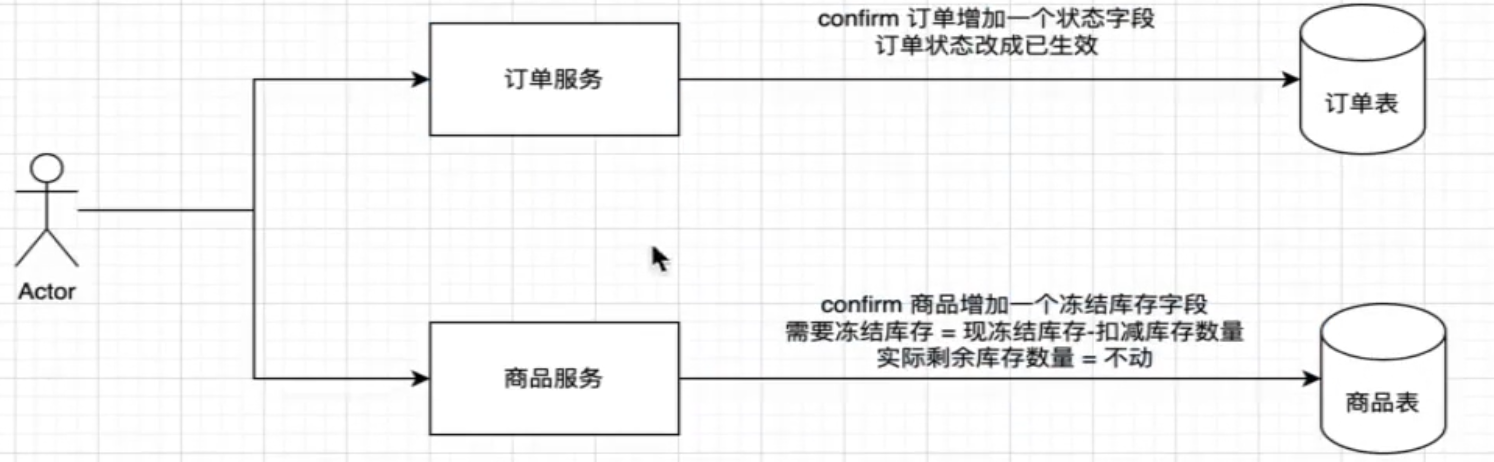 confirm 订单增加一个状态字段
订单状态改成已生效
订单服务
订单表
Actor
confirm 商品增加一个冻结库存字段
需要冻结库存 = 现冻结库存-扣减库存数量
实际剩余库存数量 = 不动
商品服务
商品表